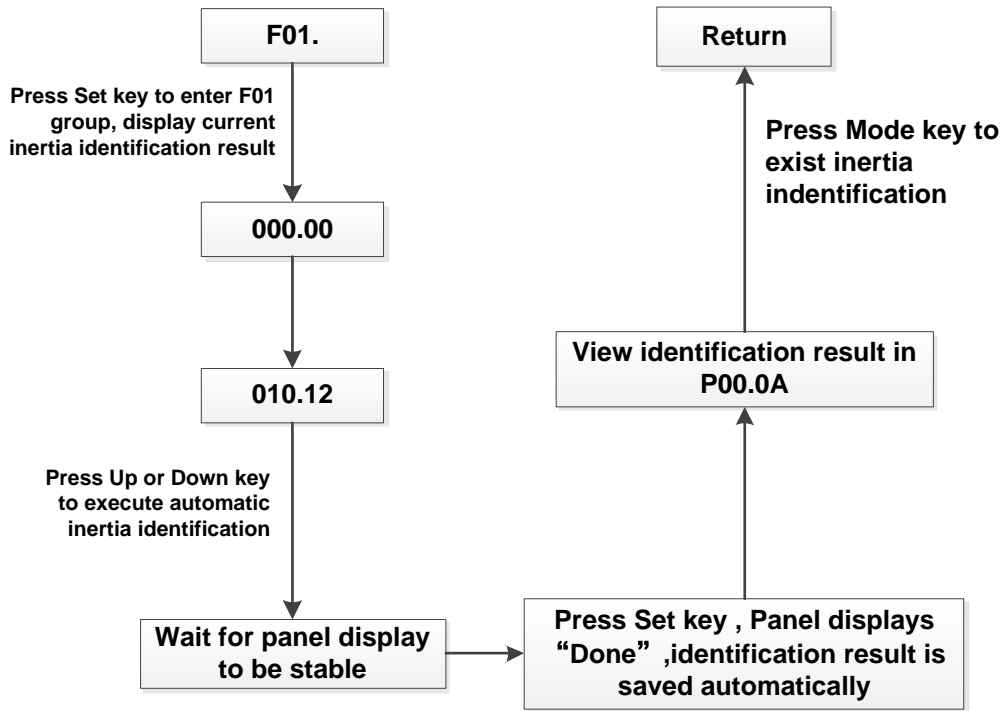 F01.
Press Set key to enter F01
group, display current
inertia identification result
000.00
010.12
Press Up or Down key
to execute automatic
inertia identification
Wait for panel display
to be stable
Press Set key , Panel displays
“Done” ,identification result is
saved automatically
View identification result in
P00.0A
Press Mode key to
exist inertia
indentification
Return